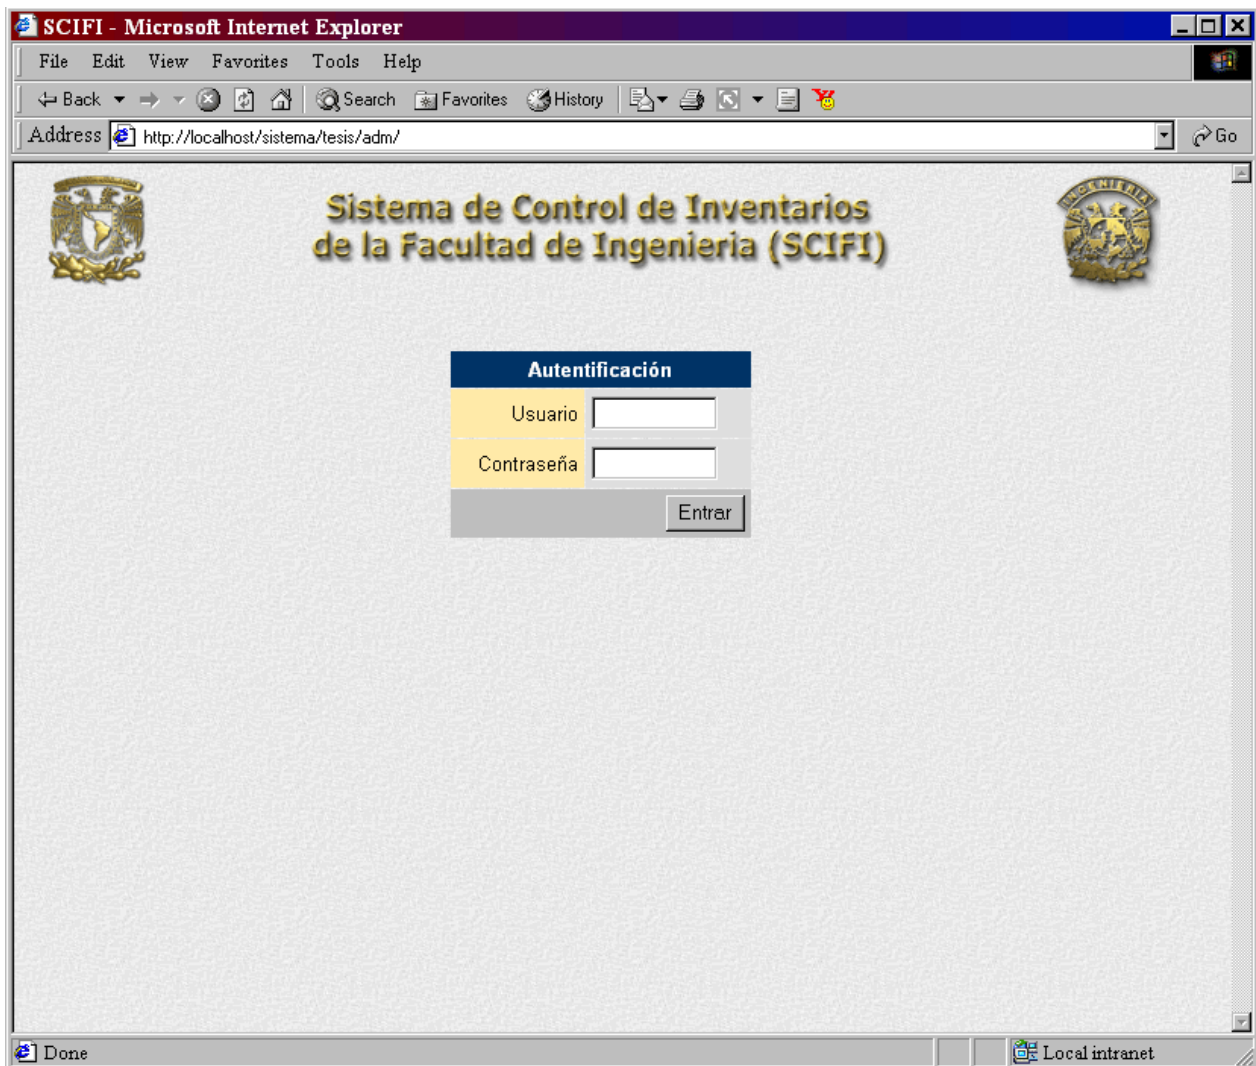 SCIFI - Microsoft Internet Explorer
File Edit View Favorites Tools Help
Back Search Favorites History
Address http://localhost/sistema/tesis/adm/ Go
Sistema de Control de Inventarios
de la Facultad de Ingenieria (SCIFI)
INGENIERIA
Autentificación
Usuario
Contraseña
Entrar
Done Local intranet